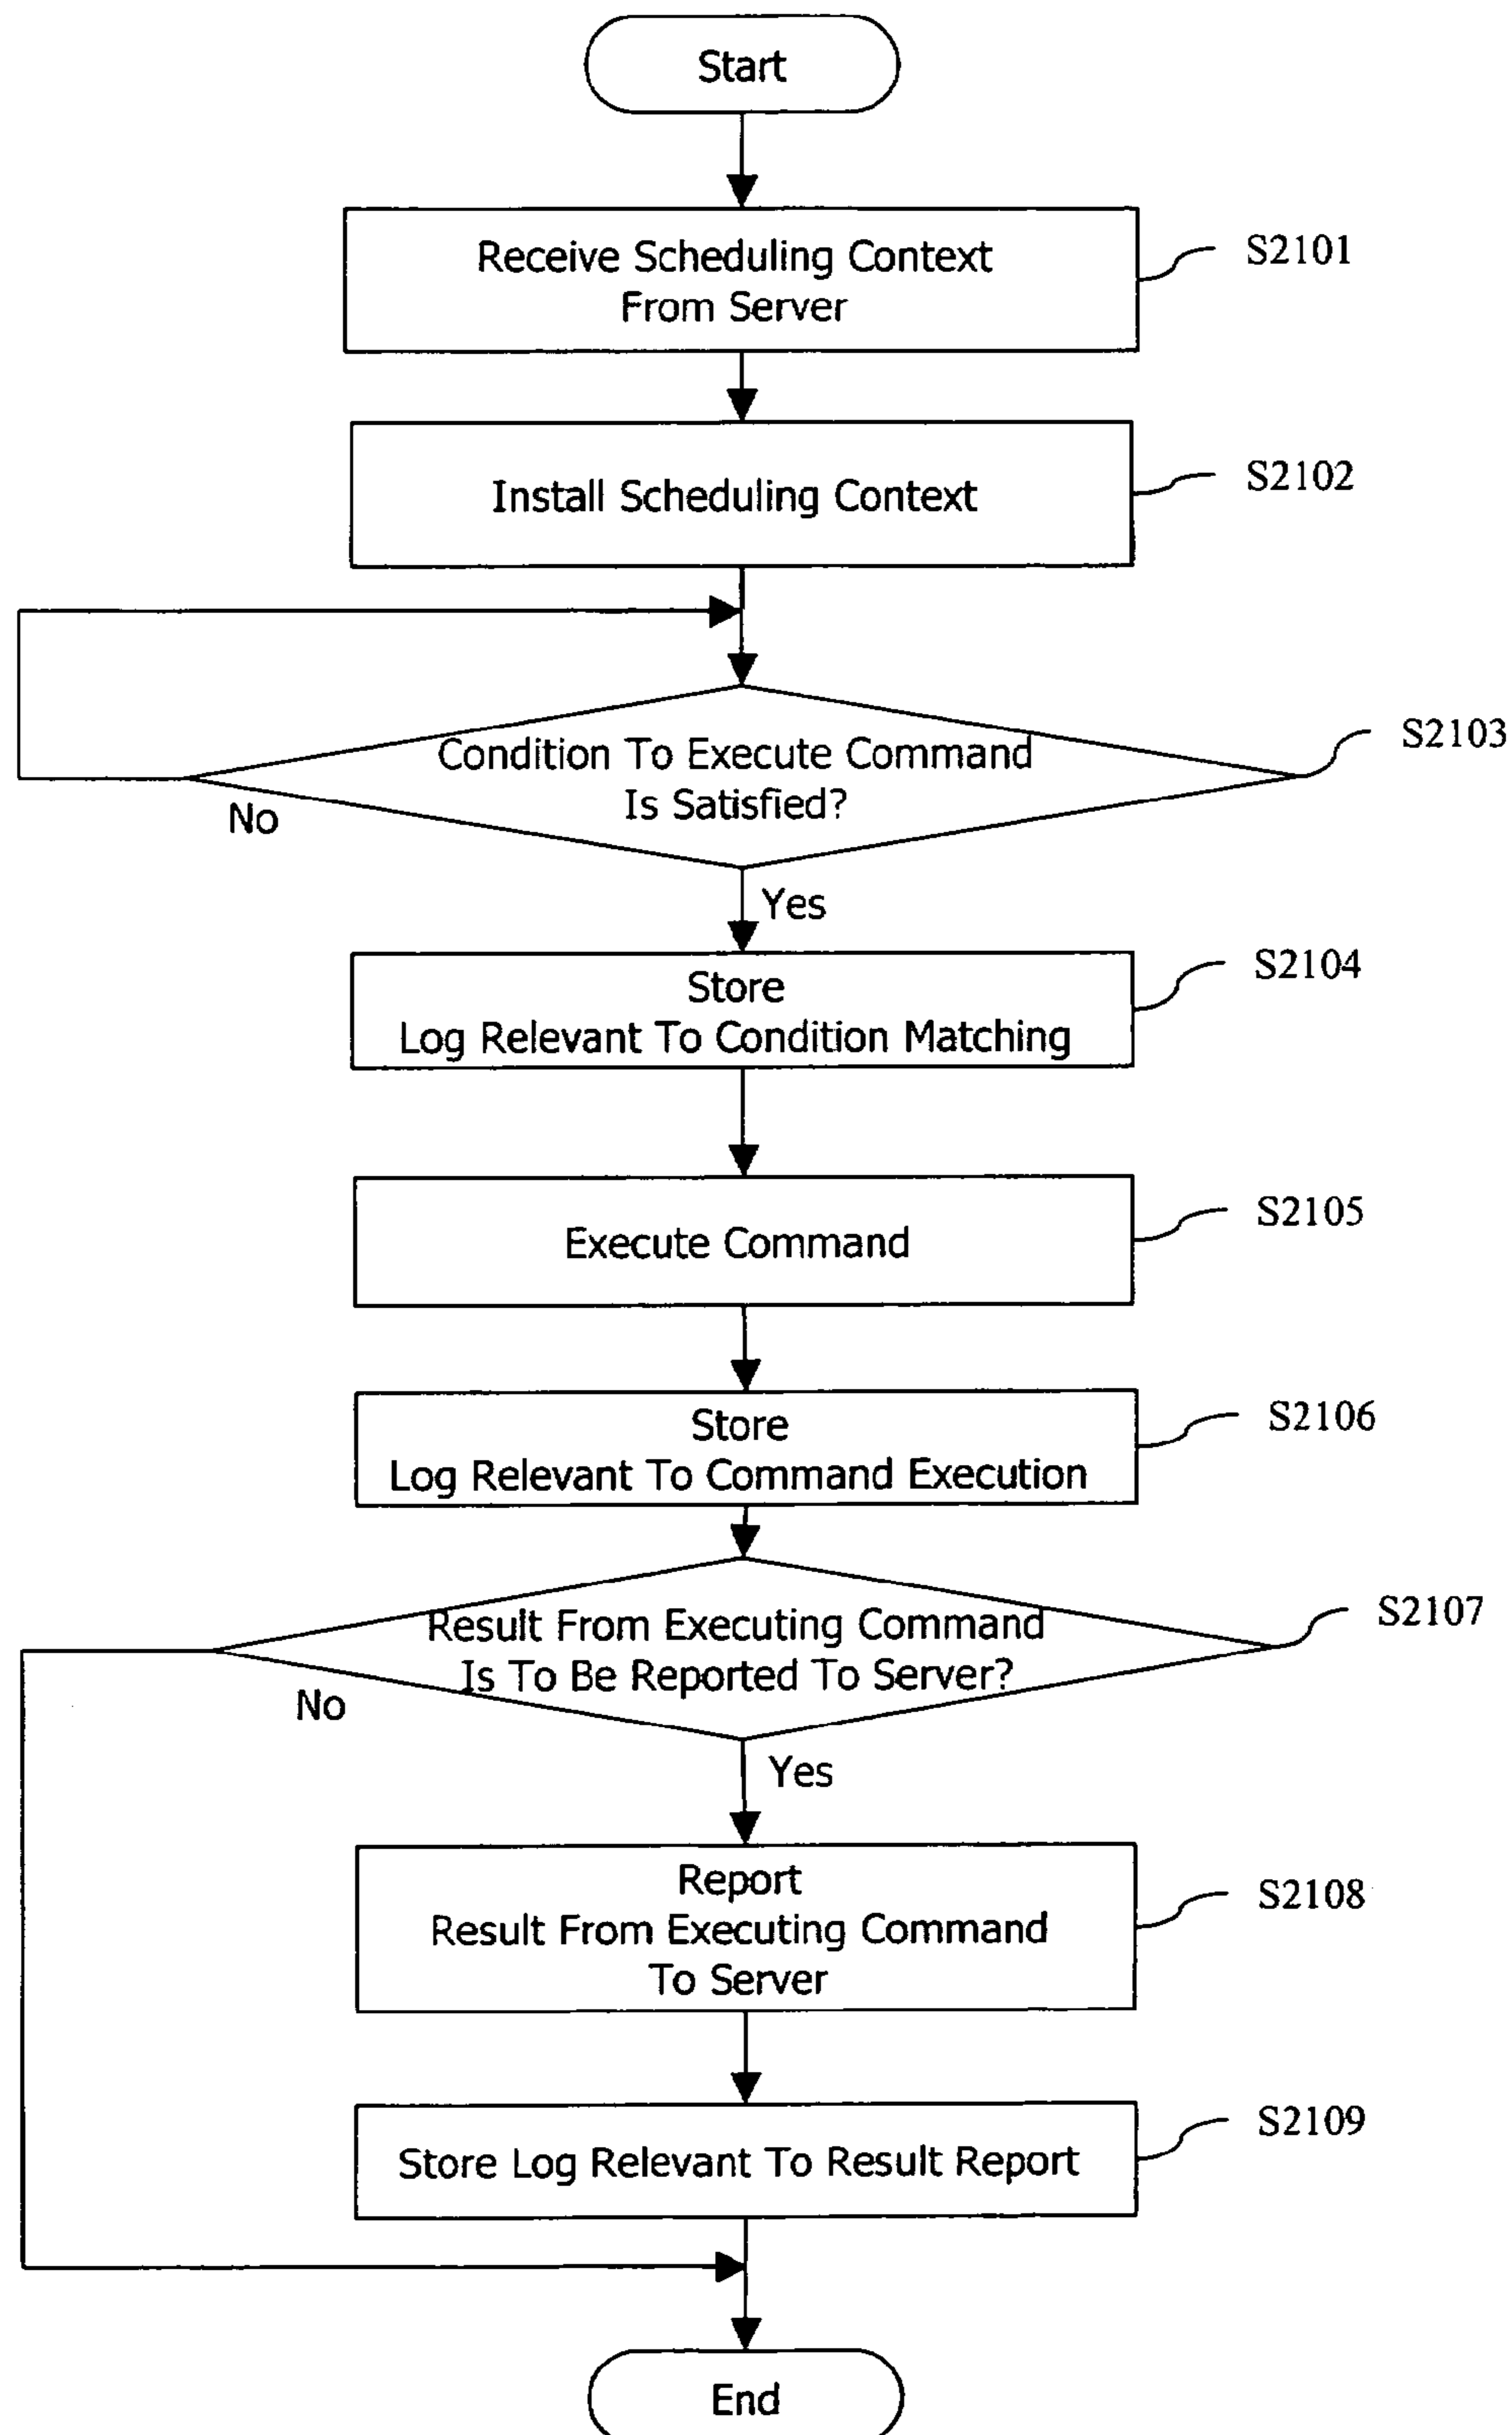 Start
Receive Scheduling Context
From Server
S2101
Install Scheduling Context
S2102
Condition To Execute Command
Is Satisfied?
S2103
No
Yes
Store
Log Relevant To Condition Matching
S2104
Execute Command
S2105
Store
Log Relevant To Command Execution
S2106
Result From Executing Command
Is To Be Reported To Server?
S2107
No
Yes
Report
Result From Executing Command
To Server
S2108
Store Log Relevant To Result Report
S2109
End